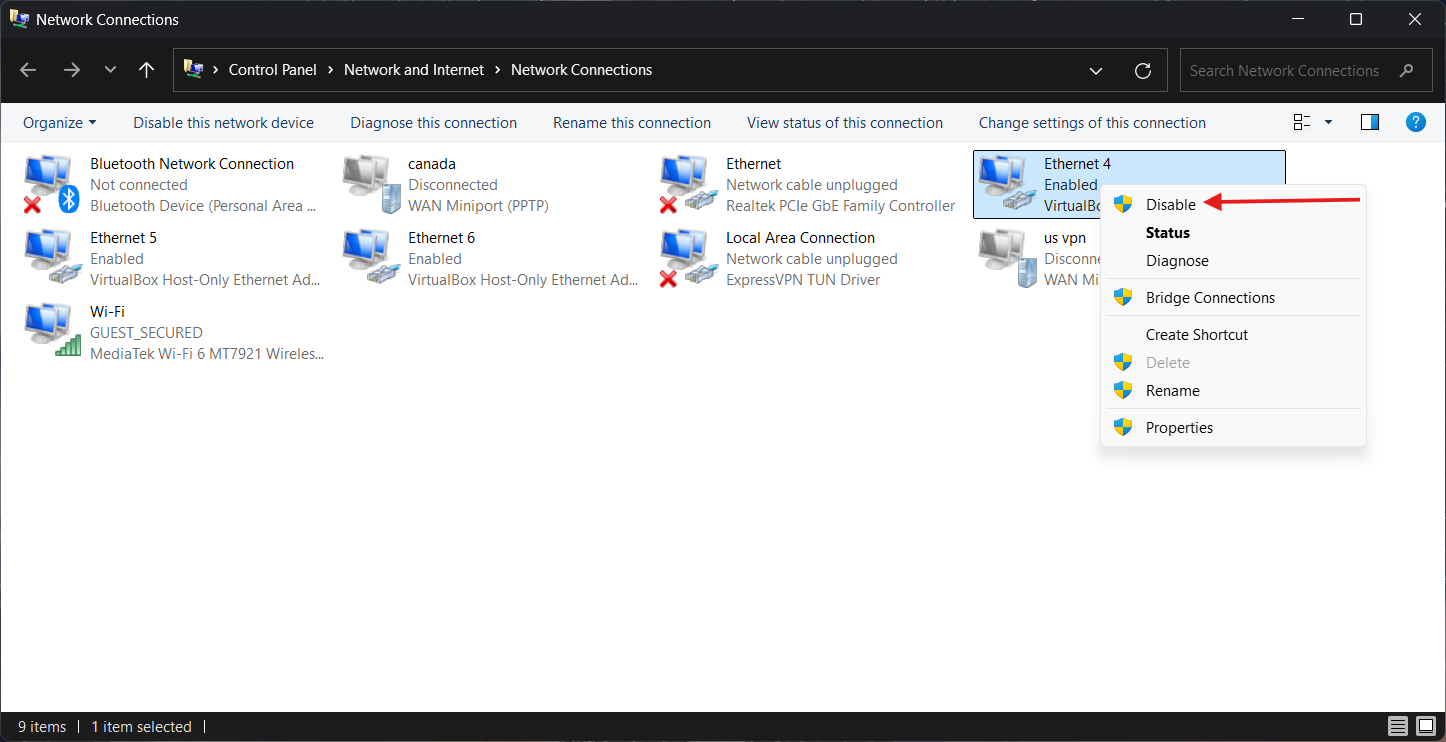 Network Connections
Control Panel > Network and Internet > Network Connections
Search Network Connections
Organize Disable this network device Diagnose this connection Rename this connection View status of this connection Change settings of this connection
?
Bluetooth Network Connection
Not connected
Bluetooth Device (Personal Area ...
canada
Disconnected
WAN Miniport (PPTP)
Ethernet
Network cable unplugged
Realtek PCIe GbE Family Controller
Ethernet 4
Enabled
VirtualBo
Ethernet 5
Enabled
VirtualBox Host-Only Ethernet Ad...
Ethernet 6
Enabled
VirtualBox Host-Only Ethernet Ad...
Local Area Connection
Network cable unplugged
ExpressVPN TUN Driver
us vpn
Disconne
WAN Mi
Wi-Fi
GUEST_SECURED
MediaTek Wi-Fi 6 MT7921 Wireles...
Disable
Status
Diagnose
Bridge Connections
Create Shortcut
Delete
Rename
Properties
9 items | 1 item selected |